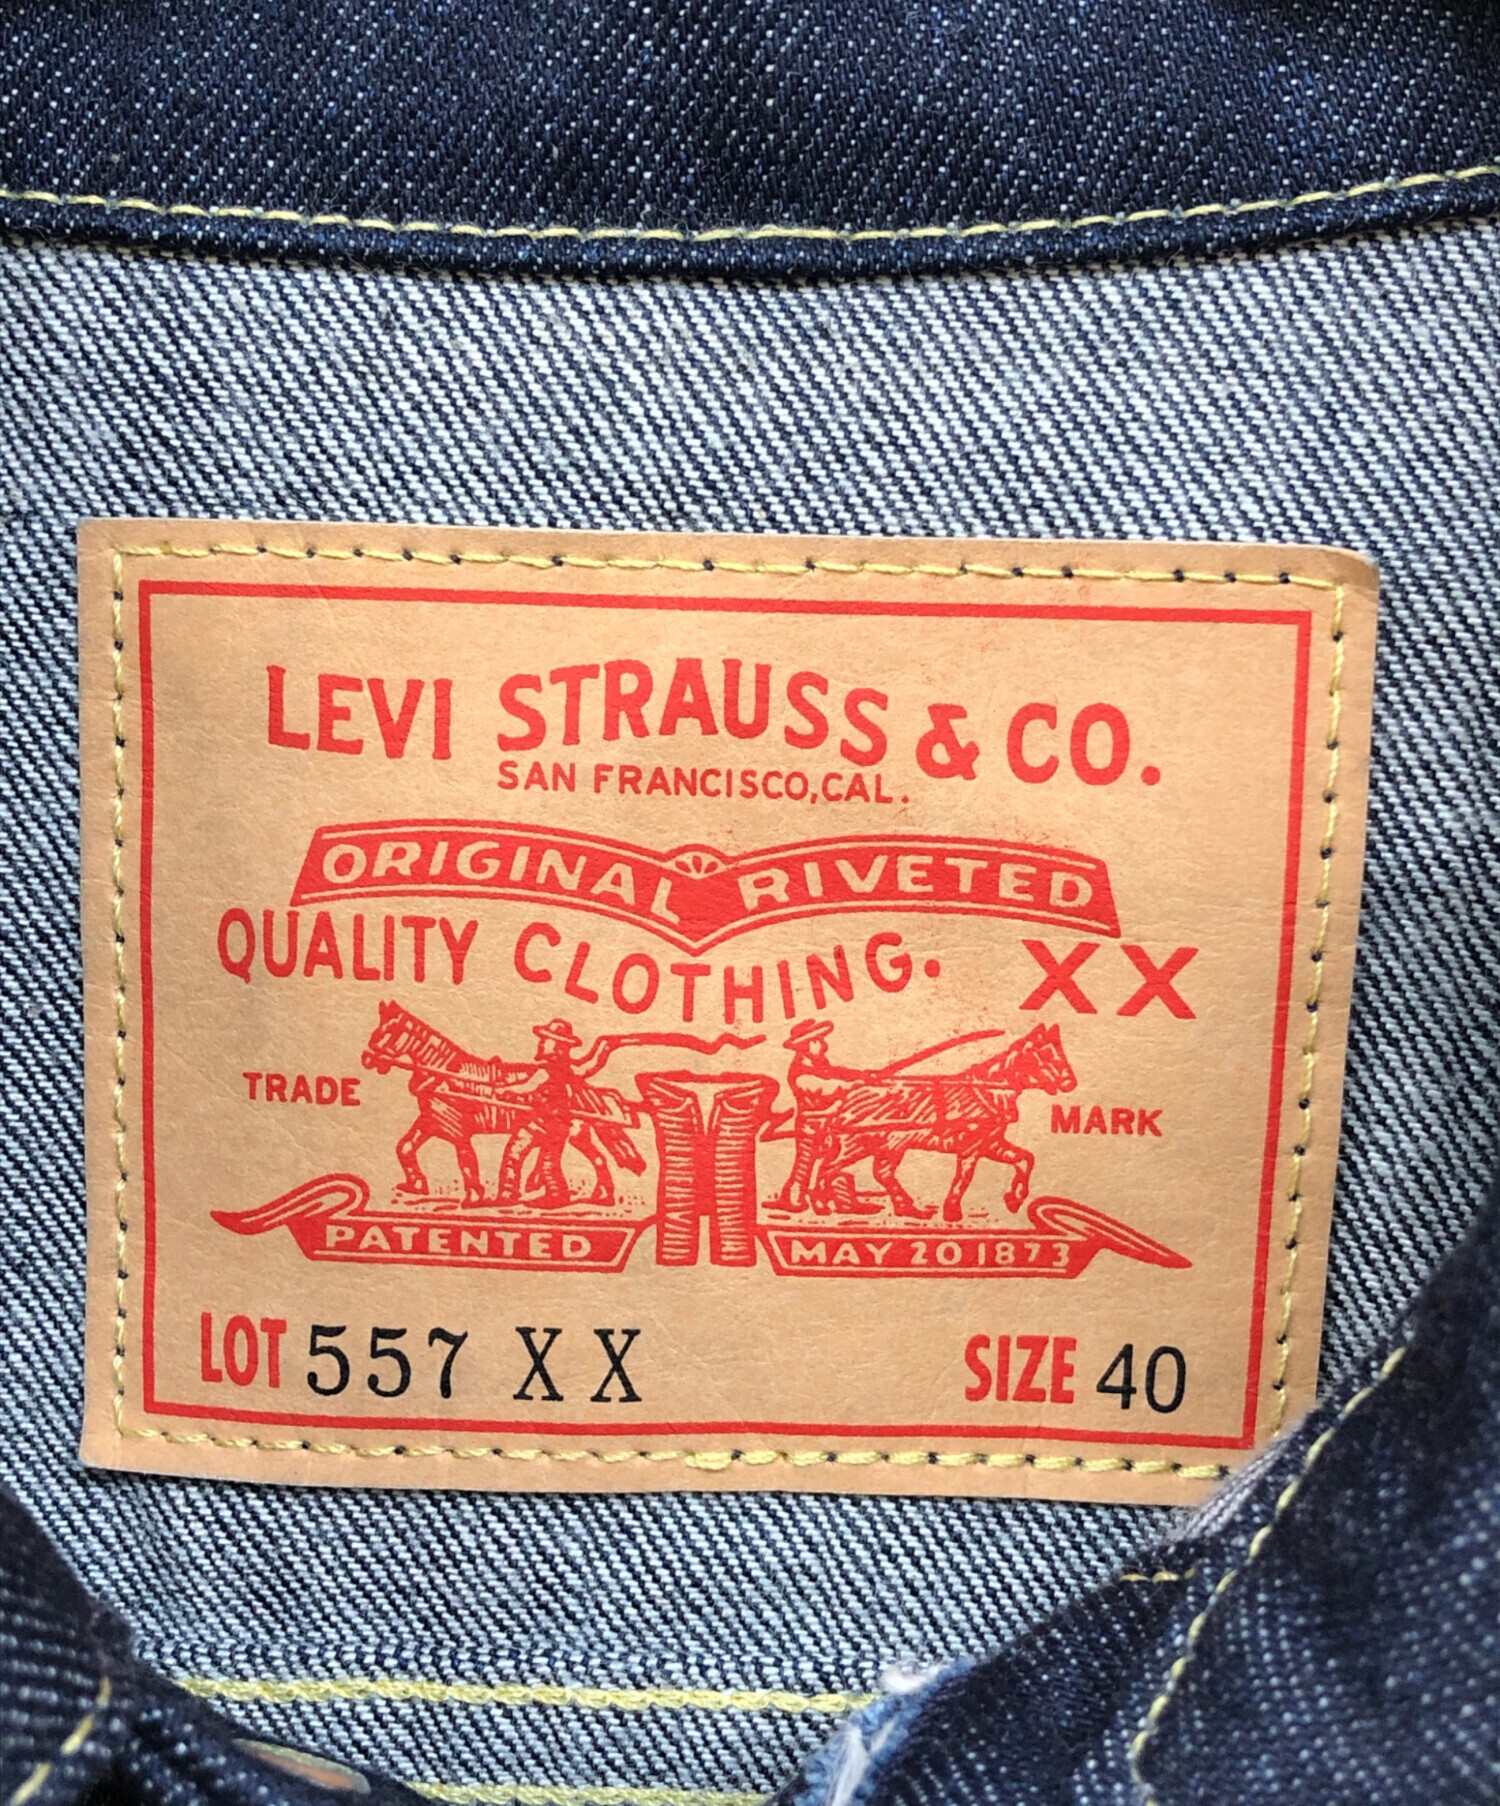 LEVI STRAUSS & CO.
SAN FRANCISCO, CAL.
ORIGINAL RIVETED
QUALITY CLOTHING. XX
TRADE MARK
PATENTED MAY 20 1873
LOT 557 XX SIZE 40